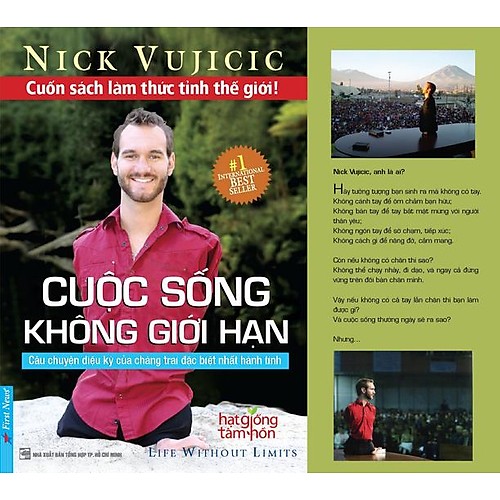 NICK VUJICIC
Cuốn sách làm thức tỉnh thế giới!
#1
INTERNATIONAL
BEST
SELLER
CUỘC SỐNG
KHÔNG GIỚI HẠN
Câu chuyện diệu kỳ của chàng trai đặc biệt nhất hành tinh
First News
hạt giống
tâm hồn
NHÀ XUẤT BẢN TỔNG HỢP TP. HỒ CHÍ MINH
LIFE WITHOUT LIMITS
Nick Vujicic, anh là ai?
Hãy tưởng tượng bạn sinh ra mà không có tay.
Không cánh tay để ôm chầm bạn hữu;
Không bàn tay để tay bắt mặt mừng với người
thân yêu;
Không ngón tay để sờ chạm, tiếp xúc;
Không cách gì để nâng đỡ, cầm mang.
Còn nếu không có chân thì sao?
Không thể chạy nhảy, đi dạo, và ngay cả đứng
vững trên đôi bàn chân mình.
Vậy nếu không có cả tay lẫn chân thì bạn làm
được gì?
Và cuộc sống thường ngày sẽ ra sao?
Nhưng...